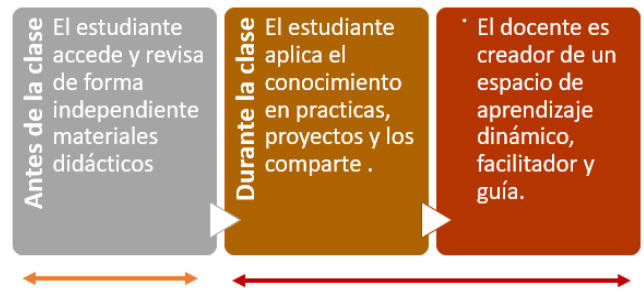 Antes de la clase
El estudiante
accede y revisa
de forma
independiente
materiales
didácticos
Durante la clase
El estudiante
aplica el
conocimiento
en practicas,
proyectos y los
comparte .
· El docente es
creador de un
espacio de
aprendizaje
dinámico,
facilitador y
guía.